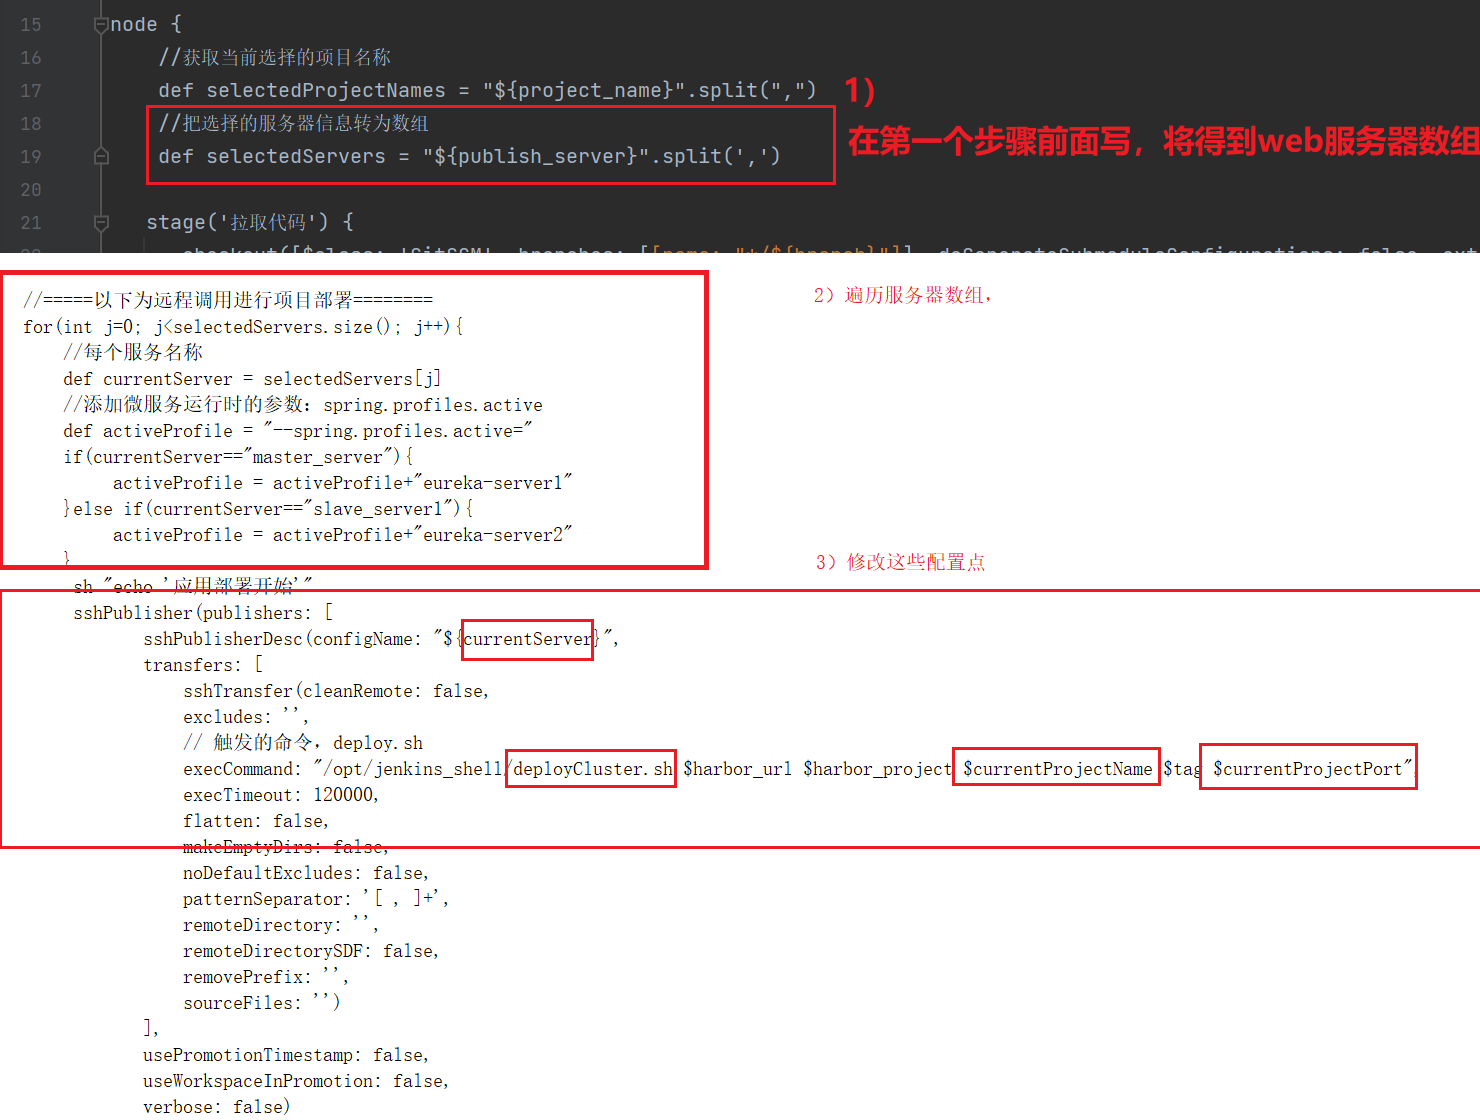 15 node {
16 //获取当前选择的项目名称
17 def selectedProjectNames = "${project_name}".split(",")
1)
18 //把选择的服务器信息转为数组
在第一个步骤前面写，将得到web服务器数组
19 def selectedServers = "${publish_server}".split(',')
20
21 stage('拉取代码') {
//=====以下为远程调用进行项目部署========
2）遍历服务器数组，
for(int j=0; j<selectedServers.size(); j++){
//每个服务名称
def currentServer = selectedServers[j]
//添加微服务运行时的参数：spring.profiles.active
def activeProfile = "--spring.profiles.active="
if(currentServer=="master_server"){
activeProfile = activeProfile+"eureka-server1"
}else if(currentServer=="slave_server1"){
activeProfile = activeProfile+"eureka-server2"
}
3）修改这些配置点
sh "echo '应用部署开始'"
sshPublisher(publishers: [
sshPublisherDesc(configName: "${currentServer}",
transfers: [
sshTransfer(cleanRemote: false,
excludes: '',
// 触发的命令，deploy.sh
execCommand: "/opt/jenkins_shell/deployCluster.sh $harbor_url $harbor_project $currentProjectName $tag $currentProjectPort",
execTimeout: 120000,
flatten: false,
makeEmptyDirs: false,
noDefaultExcludes: false,
patternSeparator: '[ , ]+',
remoteDirectory: '',
remoteDirectorySDF: false,
removePrefix: '',
sourceFiles: '')
],
usePromotionTimestamp: false,
useWorkspaceInPromotion: false,
verbose: false)